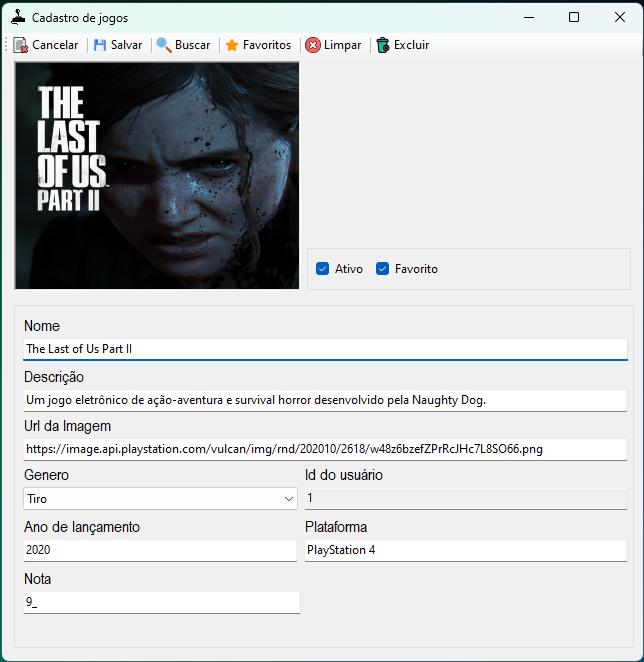 Cadastro de jogos
Cancelar Salvar Buscar Favoritos Limpar Excluir
THE
LAST
OF US
PART II
Ativo Favorito
Nome
The Last of Us Part II
Descrição
Um jogo eletrônico de ação-aventura e survival horror desenvolvido pela Naughty Dog.
Url da Imagem
https://image.api.playstation.com/vulcan/img/rnd/202010/2618/w48z6bzefZPrRcJHc7L8SO66.png
Genero Id do usuário
Tiro 1
Ano de lançamento Plataforma
2020 PlayStation 4
Nota
9_